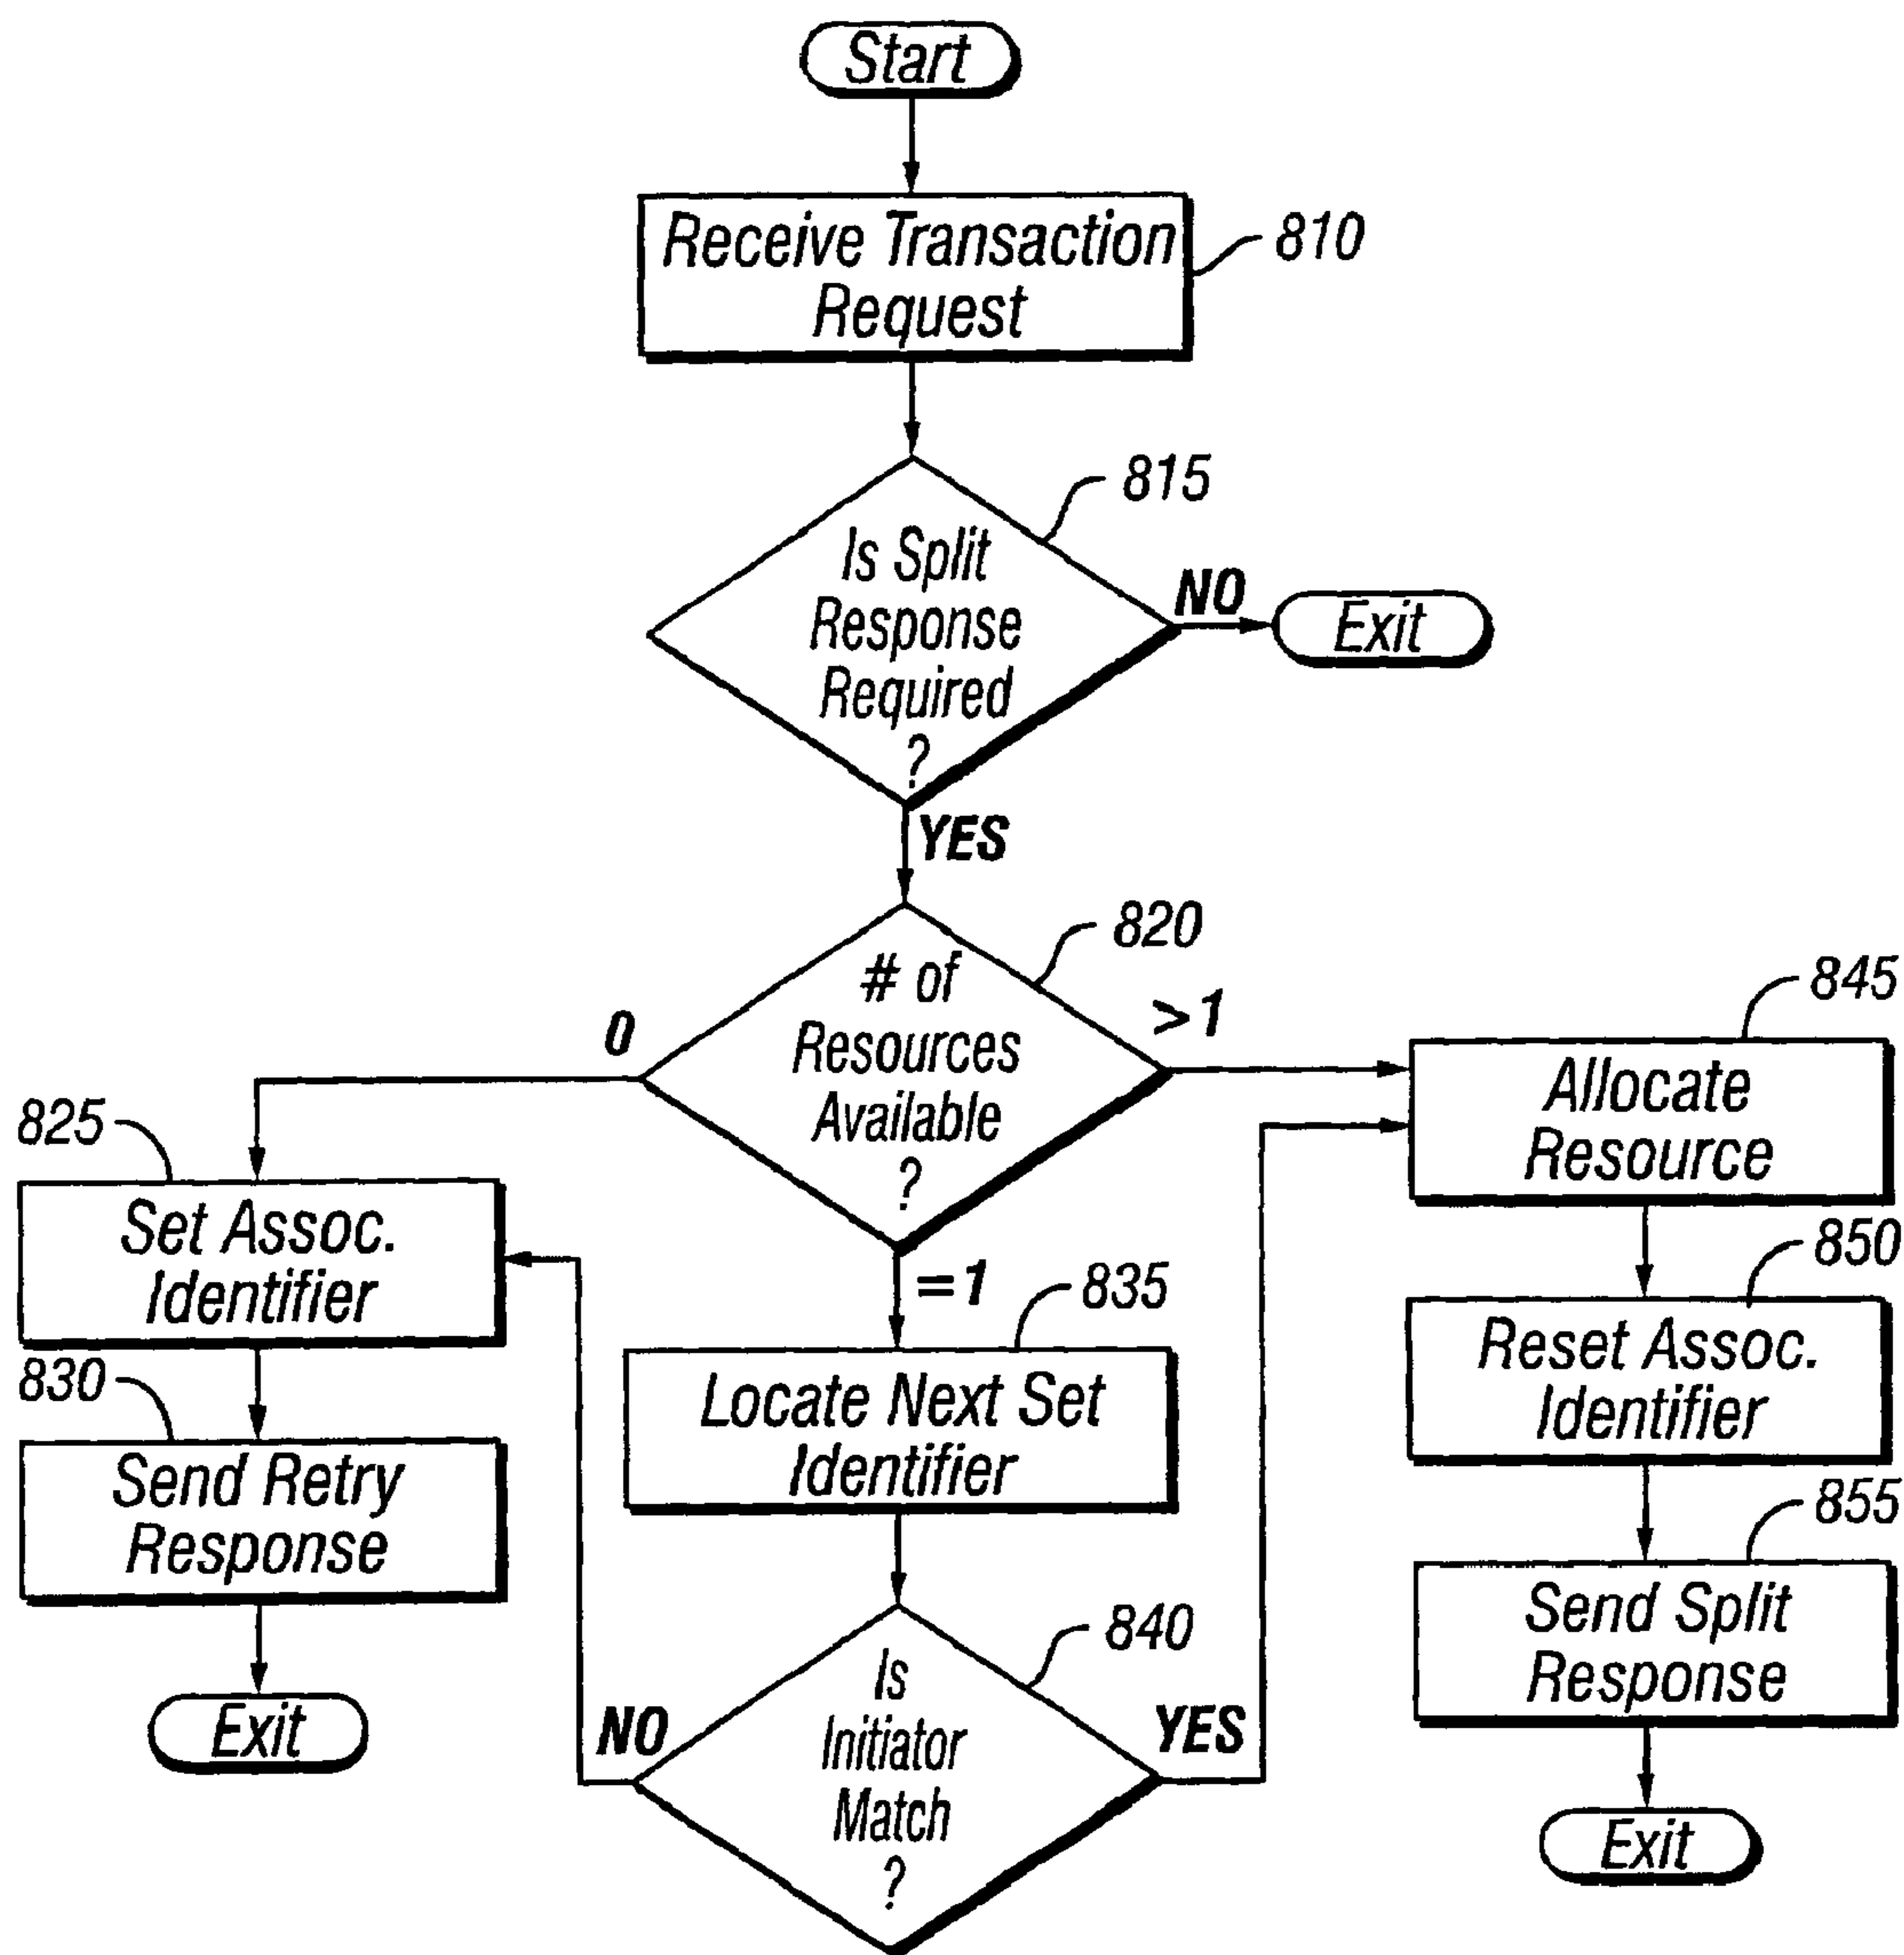 Start
Receive Transaction
Request
810
Is Split
Response
Required
?
815
NO
Exit
YES
# of
Resources
Available
?
820
0
>1
=1
825
Set Assoc.
Identifier
830
Send Retry
Response
Exit
835
Locate Next Set
Identifier
840
Is
Initiator
Match
?
NO
YES
845
Allocate
Resource
850
Reset Assoc.
Identifier
855
Send Split
Response
Exit